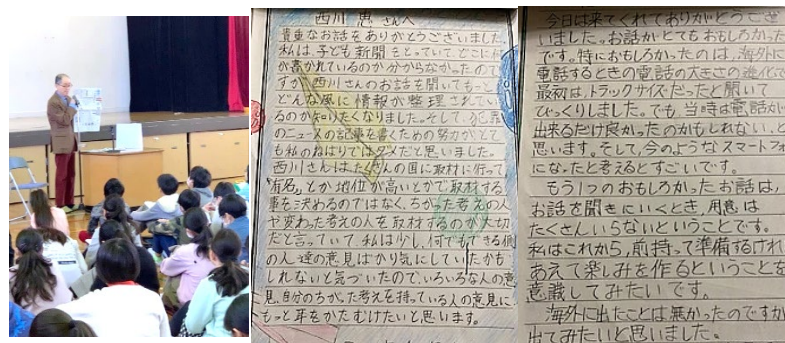 西川 恵 さんへ
貴重なお話をありがとうございました
私は、子ども新聞をとっていて、どこに何
が書かれているのか分からなかったので
すが、西川さんのお話を聞いてもっと
どんな風に情報が整理されてい
るのか知りたくなりました。そして、犯罪
のニュースの記事を書くための努力がとて
も私のねばりではダメだと思いました。
西川さんはたくさんの国に取材に行って
"有名"とか地位が高いとかで取材する
事を決めるのではなく、ちがった考えの人
や変わった考えの人を取材するのが大切
だと言っていて、私は少し、何でもできる他
の人達の意見ばかり気にしていたかも
しれないと気づいたので、いろいろな人の意
見、自分のちがった考えを持っている人の意見に
もっと耳をかたむけたいと思います。
今日は来てくれてありがとうござ
いました。お話がとてもおもしろかった
です。特におもしろかったのは、海外に
電話するときの電話の大きさの進化で
最初は、トラックサイズだったと聞いて
びっくりしました。でも、当時は電話が
出来るだけ良かったのかもしれない、と
思います。そして、今のようなスマートフォ
になったと考えるとすごいです。
もう1つのおもしろかったお話は、
お話を聞きにいくとき、用意は
たくさんいらないということです。
私はこれから、前持って準備するけれ
あえて楽しみを作るということを
意識してみたいです。
海外に出たことは無かったのですが
出てみたいと思いました。